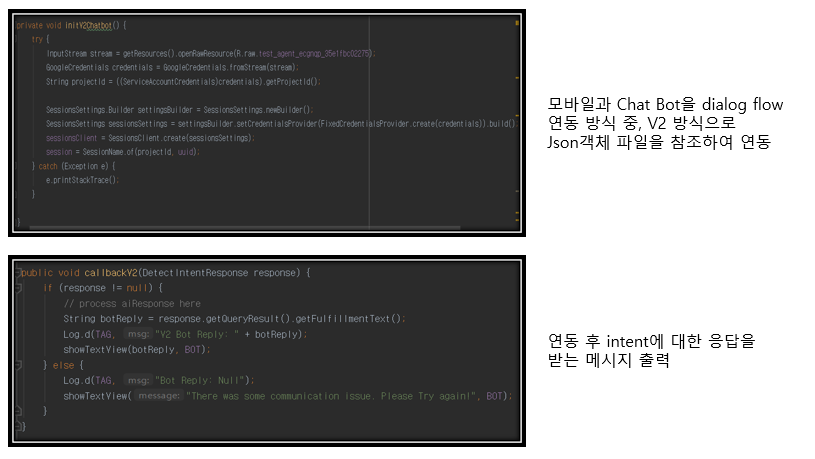 private void initV2Chatbot() {
try {
InputStream stream = getResources().openRawResource(R.raw.test_agent_ecgnqp_35e1fbc02275);
GoogleCredentials credentials = GoogleCredentials.fromStream(stream);
String projectId = ((ServiceAccountCredentials)credentials).getProjectId();
SessionsSettings.Builder settingsBuilder = SessionsSettings.newBuilder();
SessionsSettings sessionsSettings = settingsBuilder.setCredentialsProvider(FixedCredentialsProvider.create(credentials)).build()
sessionsClient = SessionsClient.create(sessionsSettings);
session = SessionName.of(projectId, uuid);
} catch (Exception e) {
e.printStackTrace();
}
}
모바일과 Chat Bot을 dialog flow
연동 방식 중, V2 방식으로
Json객체 파일을 참조하여 연동
public void callbackV2(DetectIntentResponse response) {
if (response != null) {
// process aiResponse here
String botReply = response.getQueryResult().getFulfillmentText();
Log.d(TAG, msg: "V2 Bot Reply: " + botReply);
showTextView(botReply, BOT);
} else {
Log.d(TAG, msg: "Bot Reply: Null");
showTextView( message: "There was some communication issue. Please Try again!", BOT);
}
}
연동 후 intent에 대한 응답을
받는 메시지 출력